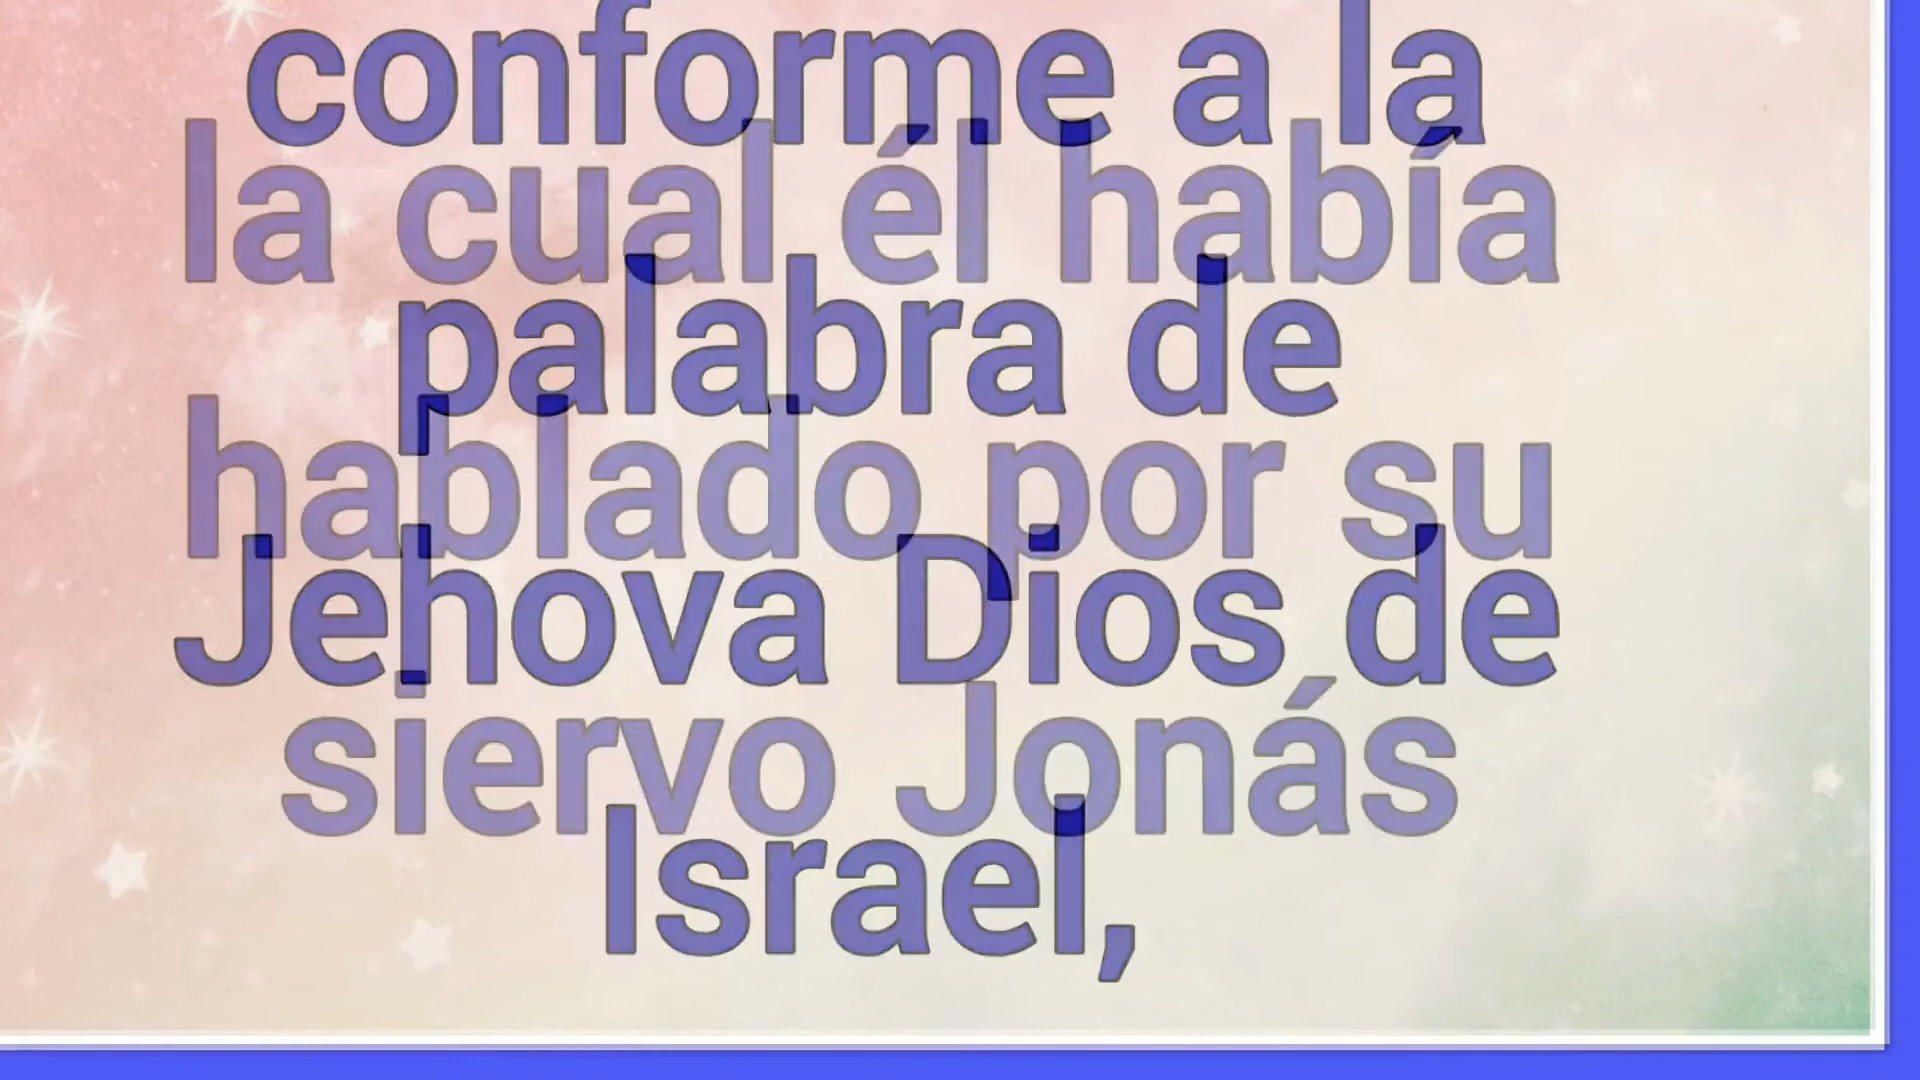 conforme a la
la cual él había
palabra de
hablado por su
Jehova Dios de
siervo Jonás
Israel,